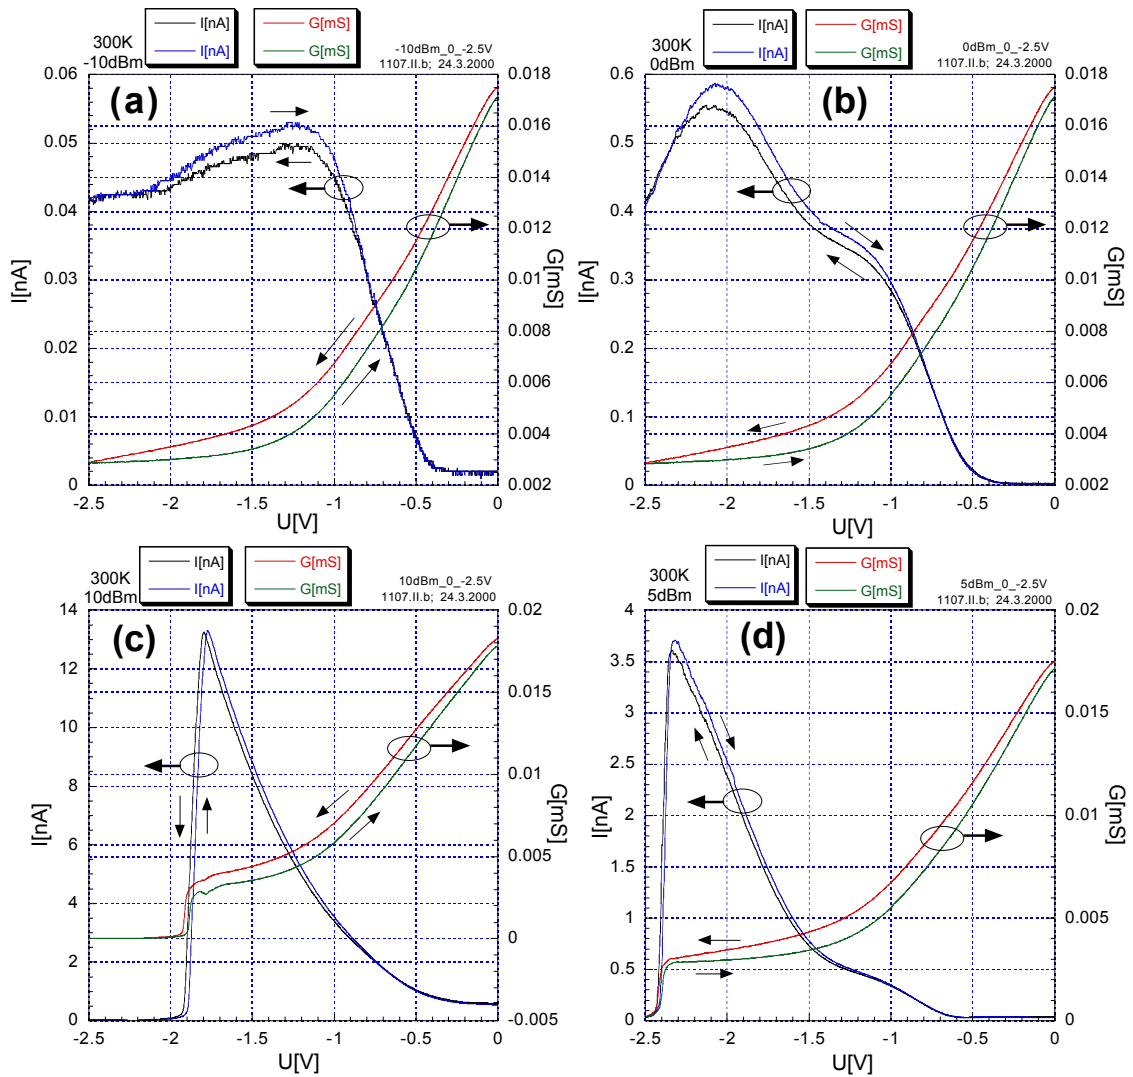 I[nA]
I[nA]
G[mS]
G[mS]
300K
-10dBm
-10dBm_0_-2.5V
1107.II.b; 24.3.2000
(a)
0.06
0.05
0.04
0.03
0.02
0.01
0
I[nA]
0.018
0.016
0.014
0.012
0.010
0.008
0.006
0.004
0.002
G[mS]
-2.5 -2 -1.5 -1 -0.5 0
U[V]
I[nA]
I[nA]
G[mS]
G[mS]
300K
0dBm
0dBm_0_-2.5V
1107.II.b; 24.3.2000
(b)
0.6
0.5
0.4
0.3
0.2
0.1
0
I[nA]
0.018
0.016
0.014
0.012
0.010
0.008
0.006
0.004
0.002
G[mS]
-2.5 -2 -1.5 -1 -0.5 0
U[V]
I[nA]
I[nA]
G[mS]
G[mS]
300K
10dBm
10dBm_0_-2.5V
1107.II.b; 24.3.2000
(c)
14
12
10
8
6
4
2
0
I[nA]
0.02
0.015
0.01
0.005
0
-0.005
G[mS]
-2.5 -2 -1.5 -1 -0.5 0
U[V]
I[nA]
I[nA]
G[mS]
G[mS]
300K
5dBm
5dBm_0_-2.5V
1107.II.b; 24.3.2000
(d)
4
3.5
3
2.5
2
1.5
1
0.5
0
I[nA]
0.02
0.015
0.01
0.005
0
G[mS]
-2.5 -2 -1.5 -1 -0.5 0
U[V]